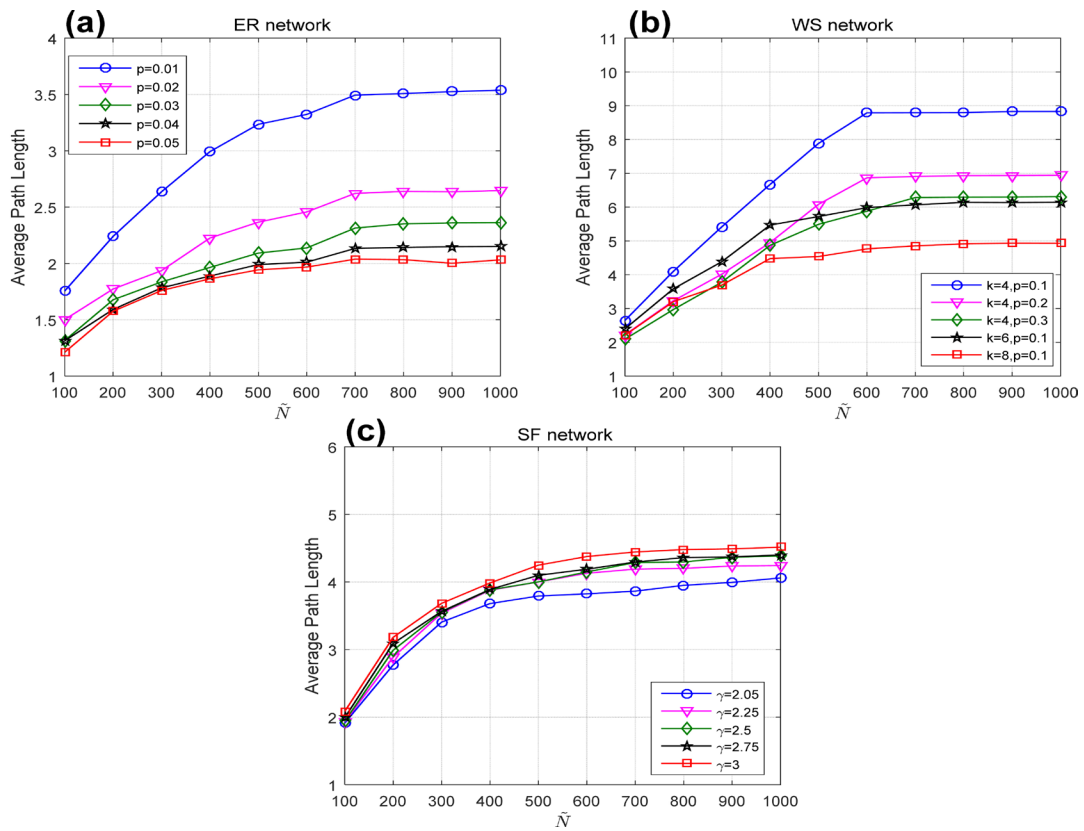 (a)
ER network
Average Path Length
4
3.5
3
2.5
2
1.5
1
p=0.01
p=0.02
p=0.03
p=0.04
p=0.05
100 200 300 400 500 600 700 800 900 1000
Ñ
(b)
WS network
Average Path Length
11
10
9
8
7
6
5
4
3
2
1
k=4,p=0.1
k=4,p=0.2
k=4,p=0.3
k=6,p=0.1
k=8,p=0.1
100 200 300 400 500 600 700 800 900 1000
Ñ
(c)
SF network
Average Path Length
6
5
4
3
2
1
γ=2.05
γ=2.25
γ=2.5
γ=2.75
γ=3
100 200 300 400 500 600 700 800 900 1000
Ñ